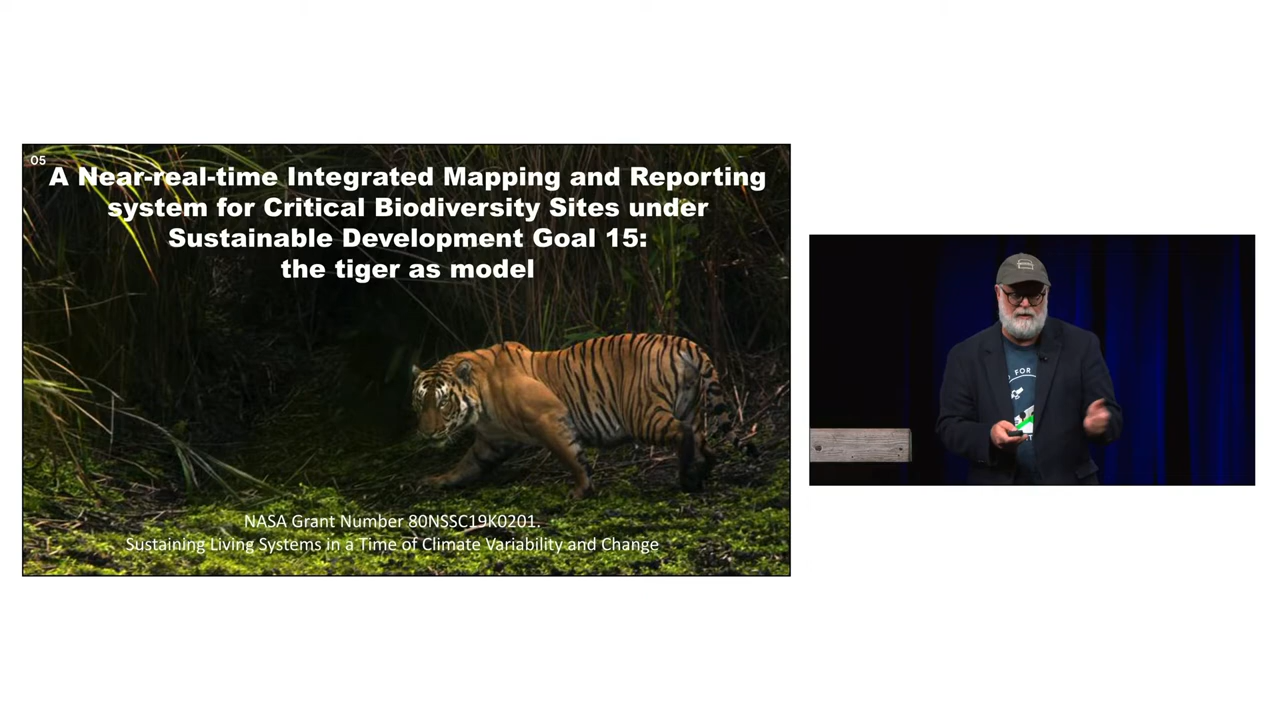 05
A Near-real-time Integrated Mapping and Reporting
system for Critical Biodiversity Sites under
Sustainable Development Goal 15:
the tiger as model
NASA Grant Number 80NSSC19K0201.
Sustaining Living Systems in a Time of Climate Variability and Change
FOR